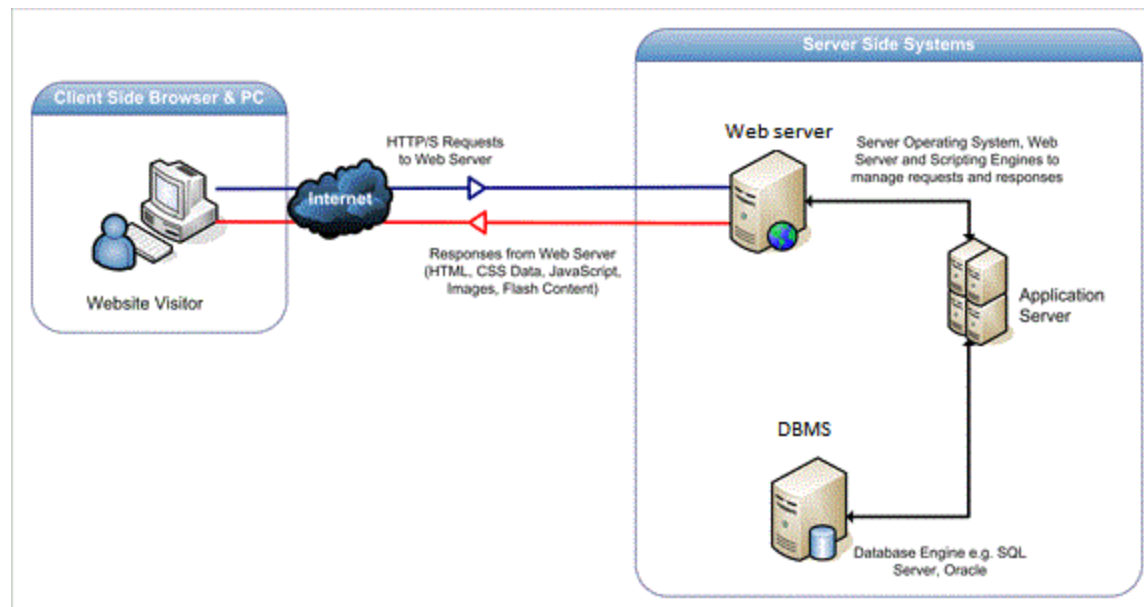 Server Side Systems
Client Side Browser & PC
HTTP/S Requests
to Web Server
Web server
Server Operating System, Web
Server and Scripting Engines to
manage requests and responses
Internet
Responses from Web Server
(HTML, CSS Data, JavaScript,
Images, Flash Content)
Website Visitor
Application
Server
DBMS
Database Engine e.g. SQL
Server, Oracle